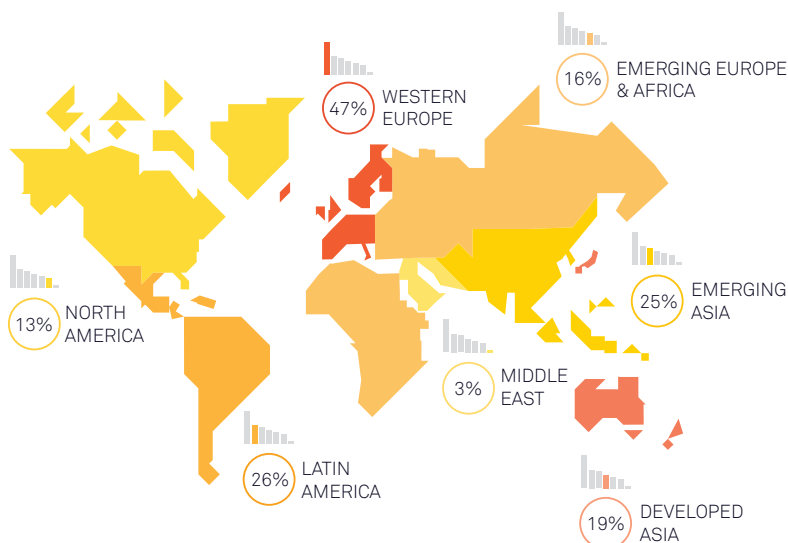 16%
EMERGING EUROPE
& AFRICA
47%
WESTERN
EUROPE
25%
EMERGING
ASIA
13%
NORTH
AMERICA
3%
MIDDLE
EAST
26%
LATIN
AMERICA
19%
DEVELOPED
ASIA